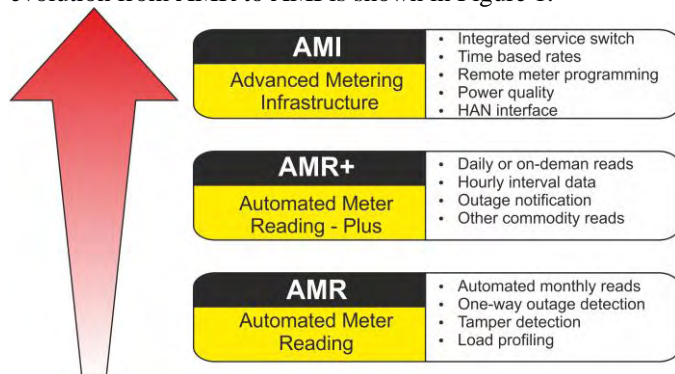 evolution from AMR to AMI is shown in Figure 1.
AMI
Advanced Metering
Infrastructure
• Integrated service switch
• Time based rates
• Remote meter programming
• Power quality
• HAN interface
AMR+
Automated Meter
Reading - Plus
• Daily or on-deman reads
• Hourly interval data
• Outage notification
• Other commodity reads
AMR
Automated Meter
Reading
• Automated monthly reads
• One-way outage detection
• Tamper detection
• Load profiling